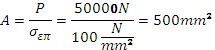 A = P / σ_επ = 50000N / 100 N/mm² = 500mm²